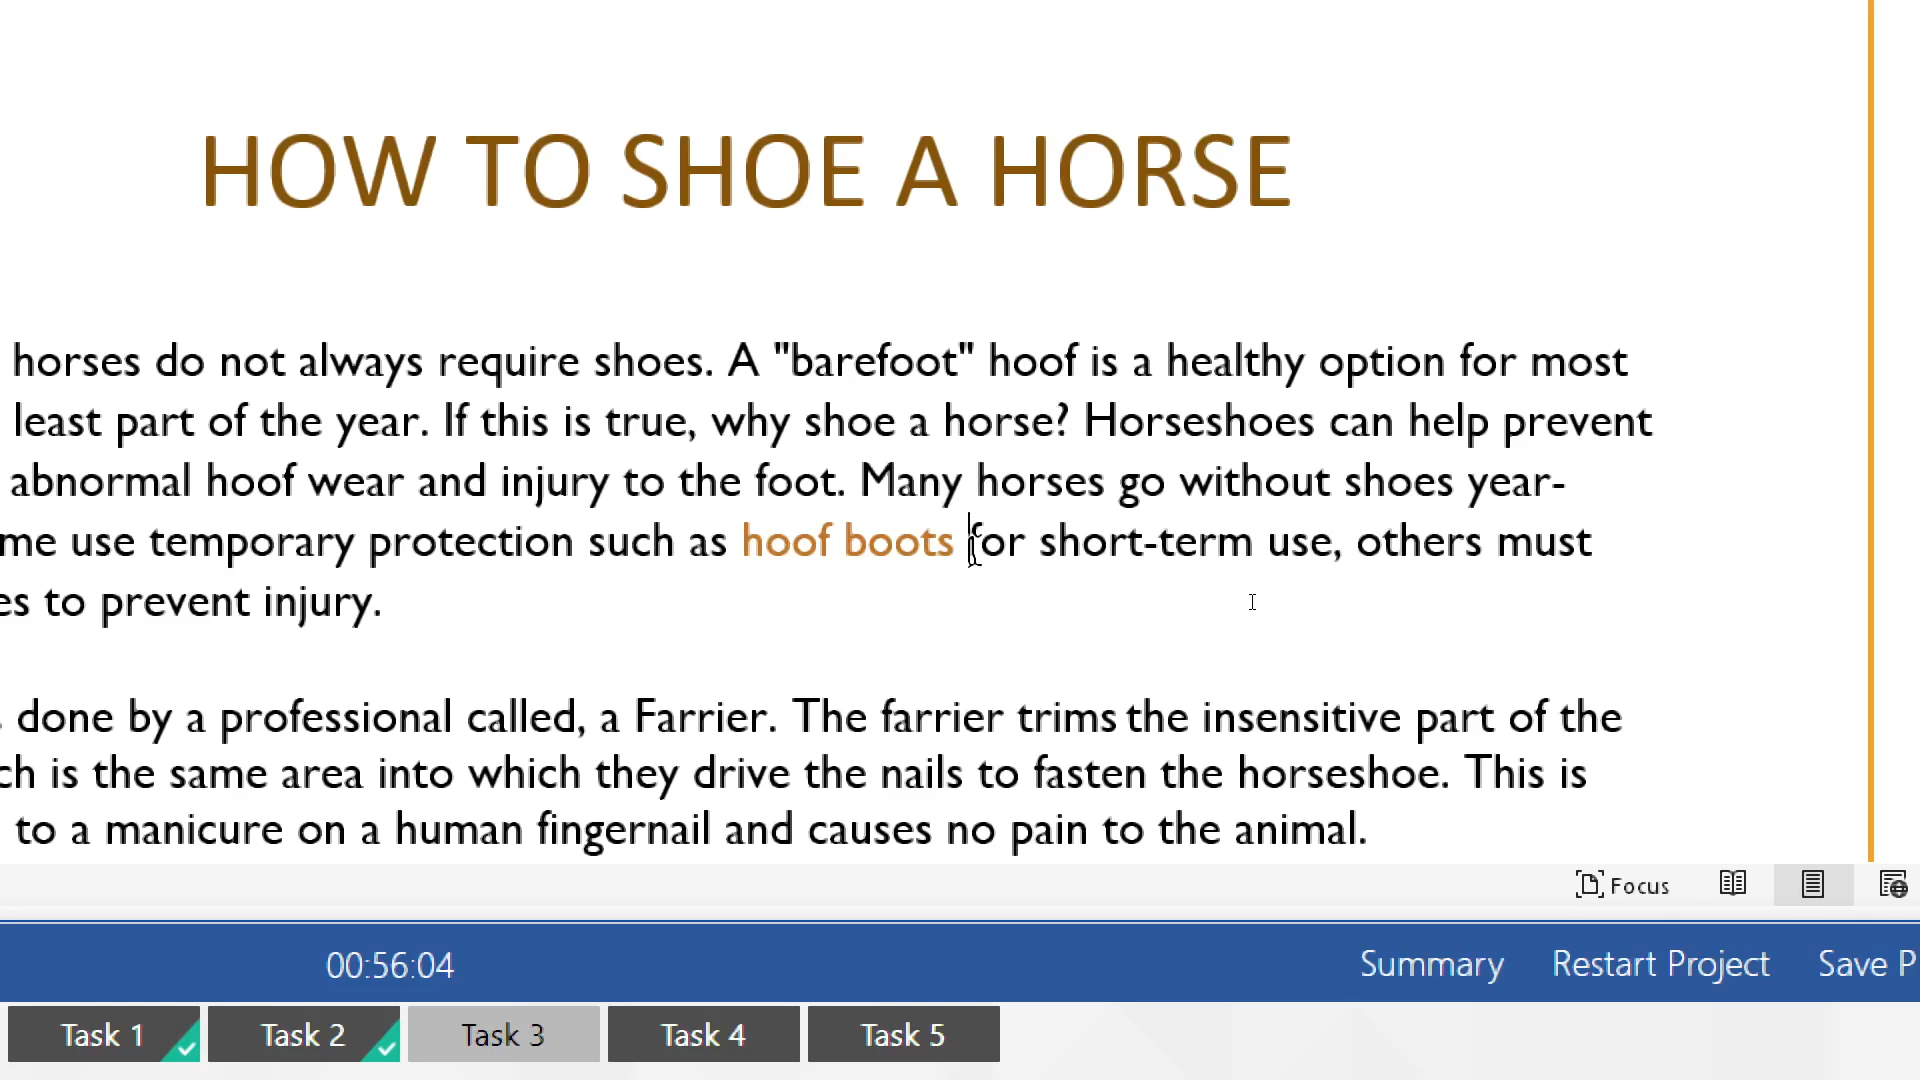 HOW TO SHOE A HORSE
horses do not always require shoes. A "barefoot" hoof is a healthy option for most
least part of the year. If this is true, why shoe a horse? Horseshoes can help prevent
abnormal hoof wear and injury to the foot. Many horses go without shoes year-
me use temporary protection such as hoof boots for short-term use, others must
es to prevent injury.
done by a professional called, a Farrier. The farrier trims the insensitive part of the
ch is the same area into which they drive the nails to fasten the horseshoe. This is
to a manicure on a human fingernail and causes no pain to the animal.
Focus
00:56:04 Summary Restart Project Save P
Task 1 Task 2 Task 3 Task 4 Task 5